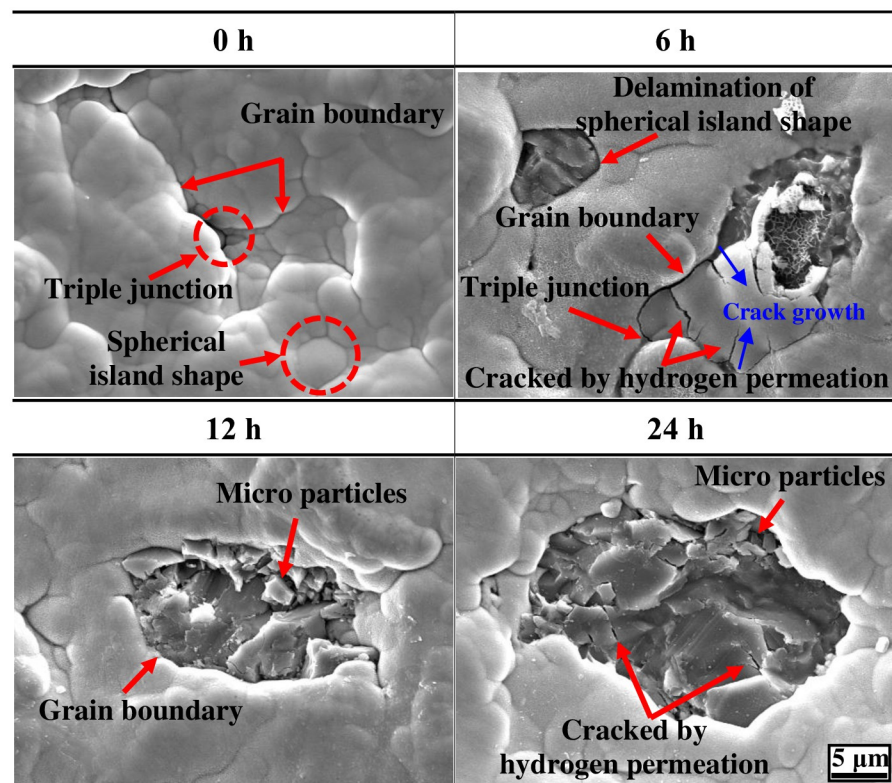 0 h
6 h
Grain boundary
Triple junction
Spherical
island shape
Delamination of
spherical island shape
Grain boundary
Triple junction
Crack growth
Cracked by hydrogen permeation
12 h
24 h
Micro particles
Grain boundary
Micro particles
Cracked by
hydrogen permeation
5 μm